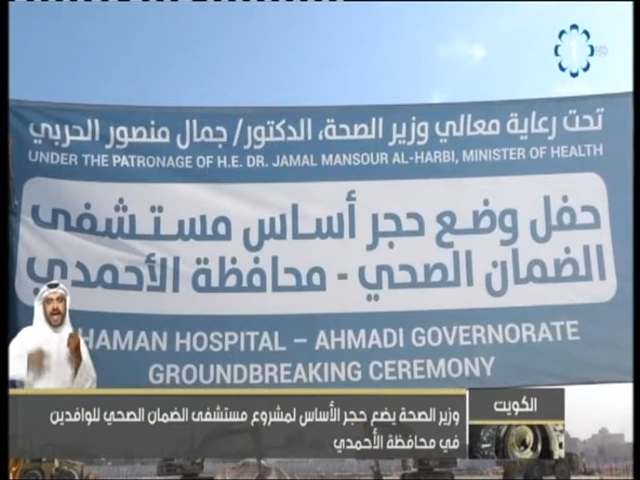 تحت رعاية معالي وزير الصحة، الدكتور/ جمال منصور الحربي
UNDER THE PATRONAGE OF H.E. DR. JAMAL MANSOUR AL-HARBI, MINISTER OF HEALTH
حفل وضع حجر أساس مستشفى
الضمان الصحي - محافظة الأحمدي
HAMAN HOSPITAL – AHMADI GOVERNORATE
GROUNDBREAKING CEREMONY
الكويت
وزير الصحة يضع حجر الأساس لمشروع مستشفى الضمان الصحي للوافدين
في محافظة الأحمدي